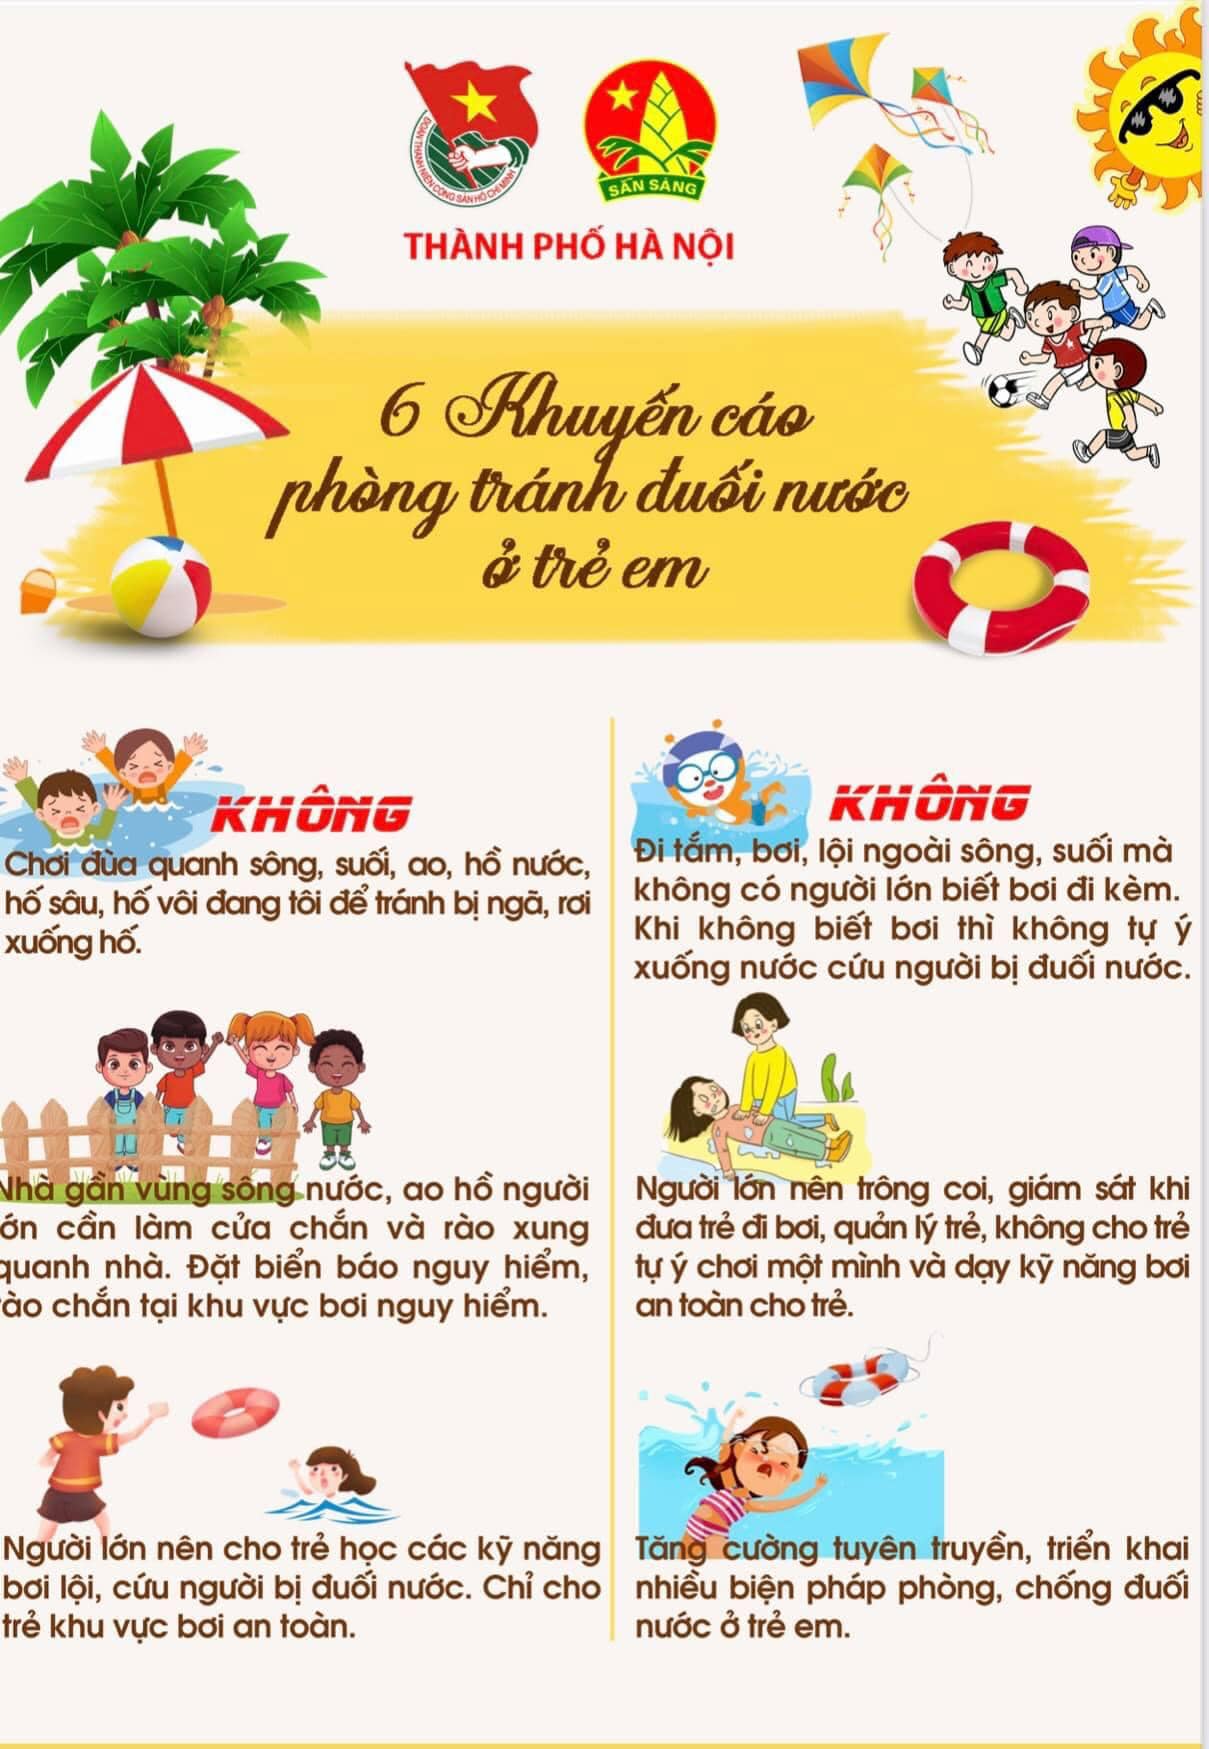 ĐOÀN THANH NIÊN CỘNG SẢN HỒ CHÍ MINH
SẴN SÀNG
THÀNH PHỐ HÀ NỘI
6 Khuyến cáo
phòng tránh đuối nước
ở trẻ em
KHÔNG
Chơi đùa quanh sông, suối, ao, hồ nước,
hố sâu, hố vôi đang tôi để tránh bị ngã, rơi
xuống hố.
KHÔNG
Đi tắm, bơi, lội ngoài sông, suối mà
không có người lớn biết bơi đi kèm.
Khi không biết bơi thì không tự ý
xuống nước cứu người bị đuối nước.
Nhà gần vùng sông nước, ao hồ người
ớn cần làm cửa chắn và rào xung
quanh nhà. Đặt biển báo nguy hiểm,
rào chắn tại khu vực bơi nguy hiểm.
Người lớn nên trông coi, giám sát khi
đưa trẻ đi bơi, quản lý trẻ, không cho trẻ
tự ý chơi một mình và dạy kỹ năng bơi
an toàn cho trẻ.
Người lớn nên cho trẻ học các kỹ năng
bơi lội, cứu người bị đuối nước. Chỉ cho
trẻ khu vực bơi an toàn.
Tăng cường tuyên truyền, triển khai
nhiều biện pháp phòng, chống đuối
nước ở trẻ em.